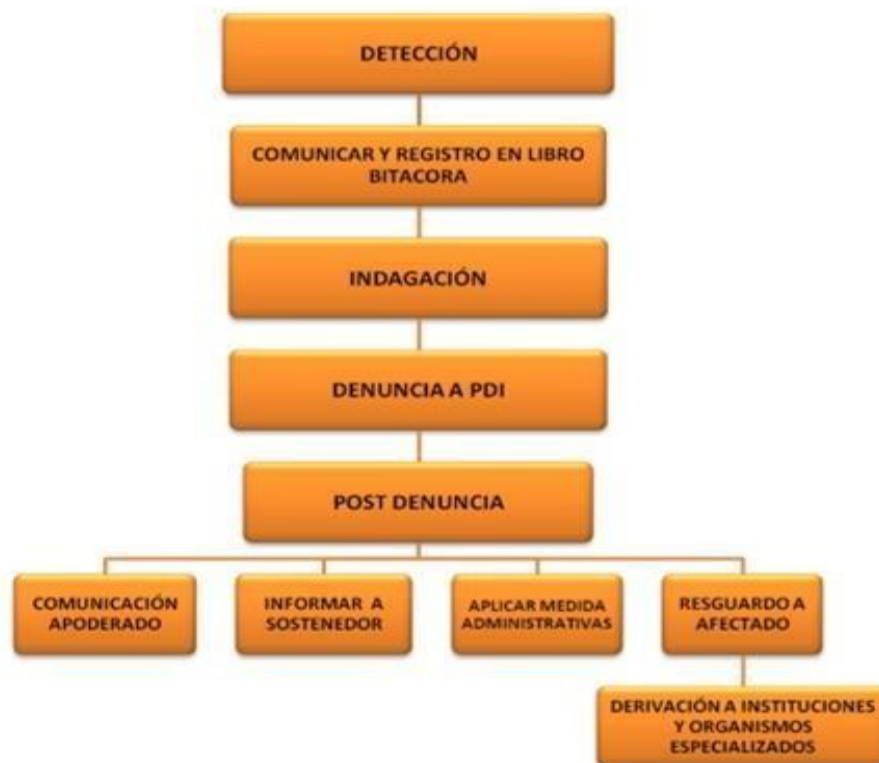 DETECCIÓN
COMUNICAR Y REGISTRO EN LIBRO
BITACORA
INDAGACIÓN
DENUNCIA A PDI
POST DENUNCIA
COMUNICACIÓN
APODERADO
INFORMAR A
SOSTENEDOR
APLICAR MEDIDA
ADMINISTRATIVAS
RESGUARDO A
AFECTADO
DERIVACIÓN A INSTITUCIONES
Y ORGANISMOS
ESPECIALIZADOS